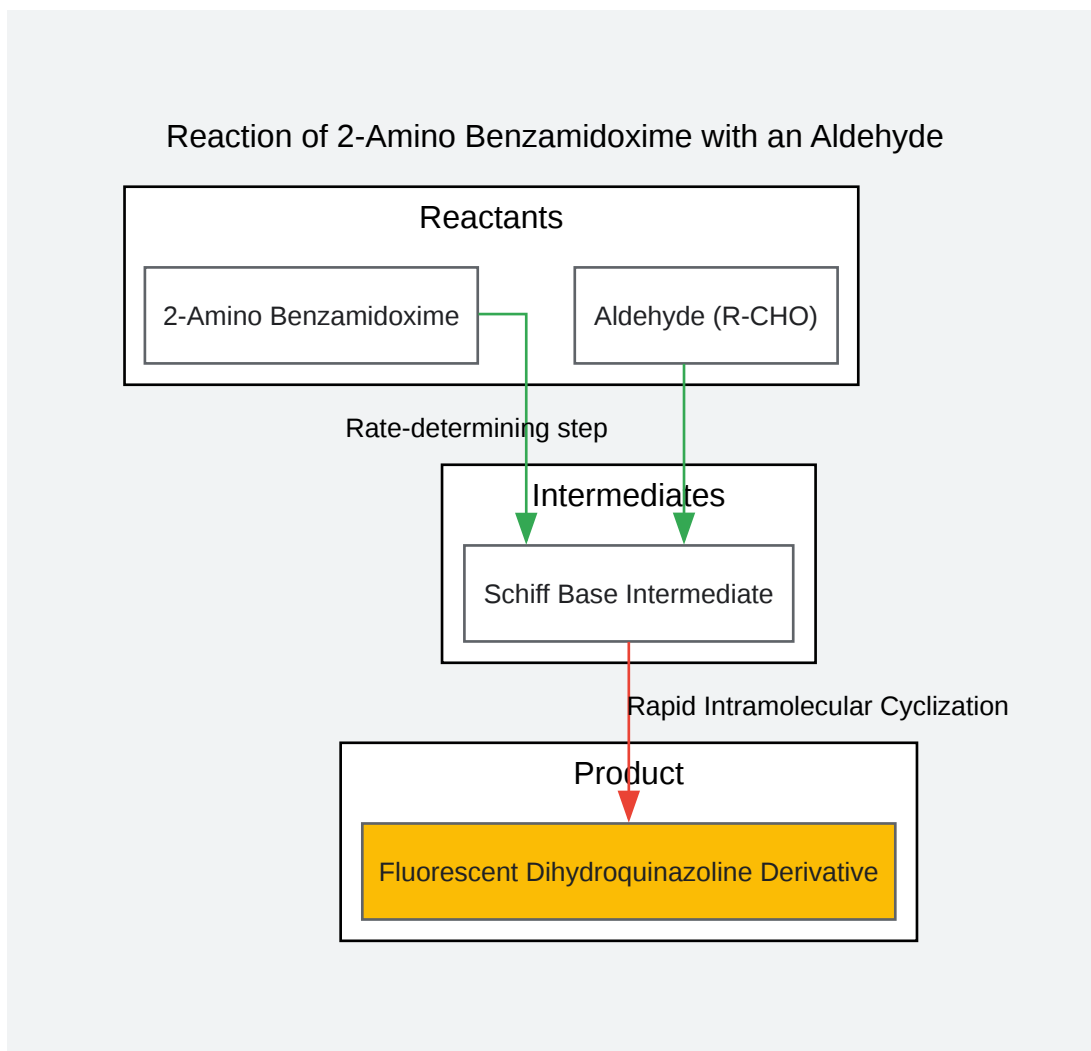 Reaction of 2-Amino Benzamidoxime with an Aldehyde
Reactants
2-Amino Benzamidoxime
Aldehyde (R-CHO)
Rate-determining step
Intermediates
Schiff Base Intermediate
Rapid Intramolecular Cyclization
Product
Fluorescent Dihydroquinazoline Derivative